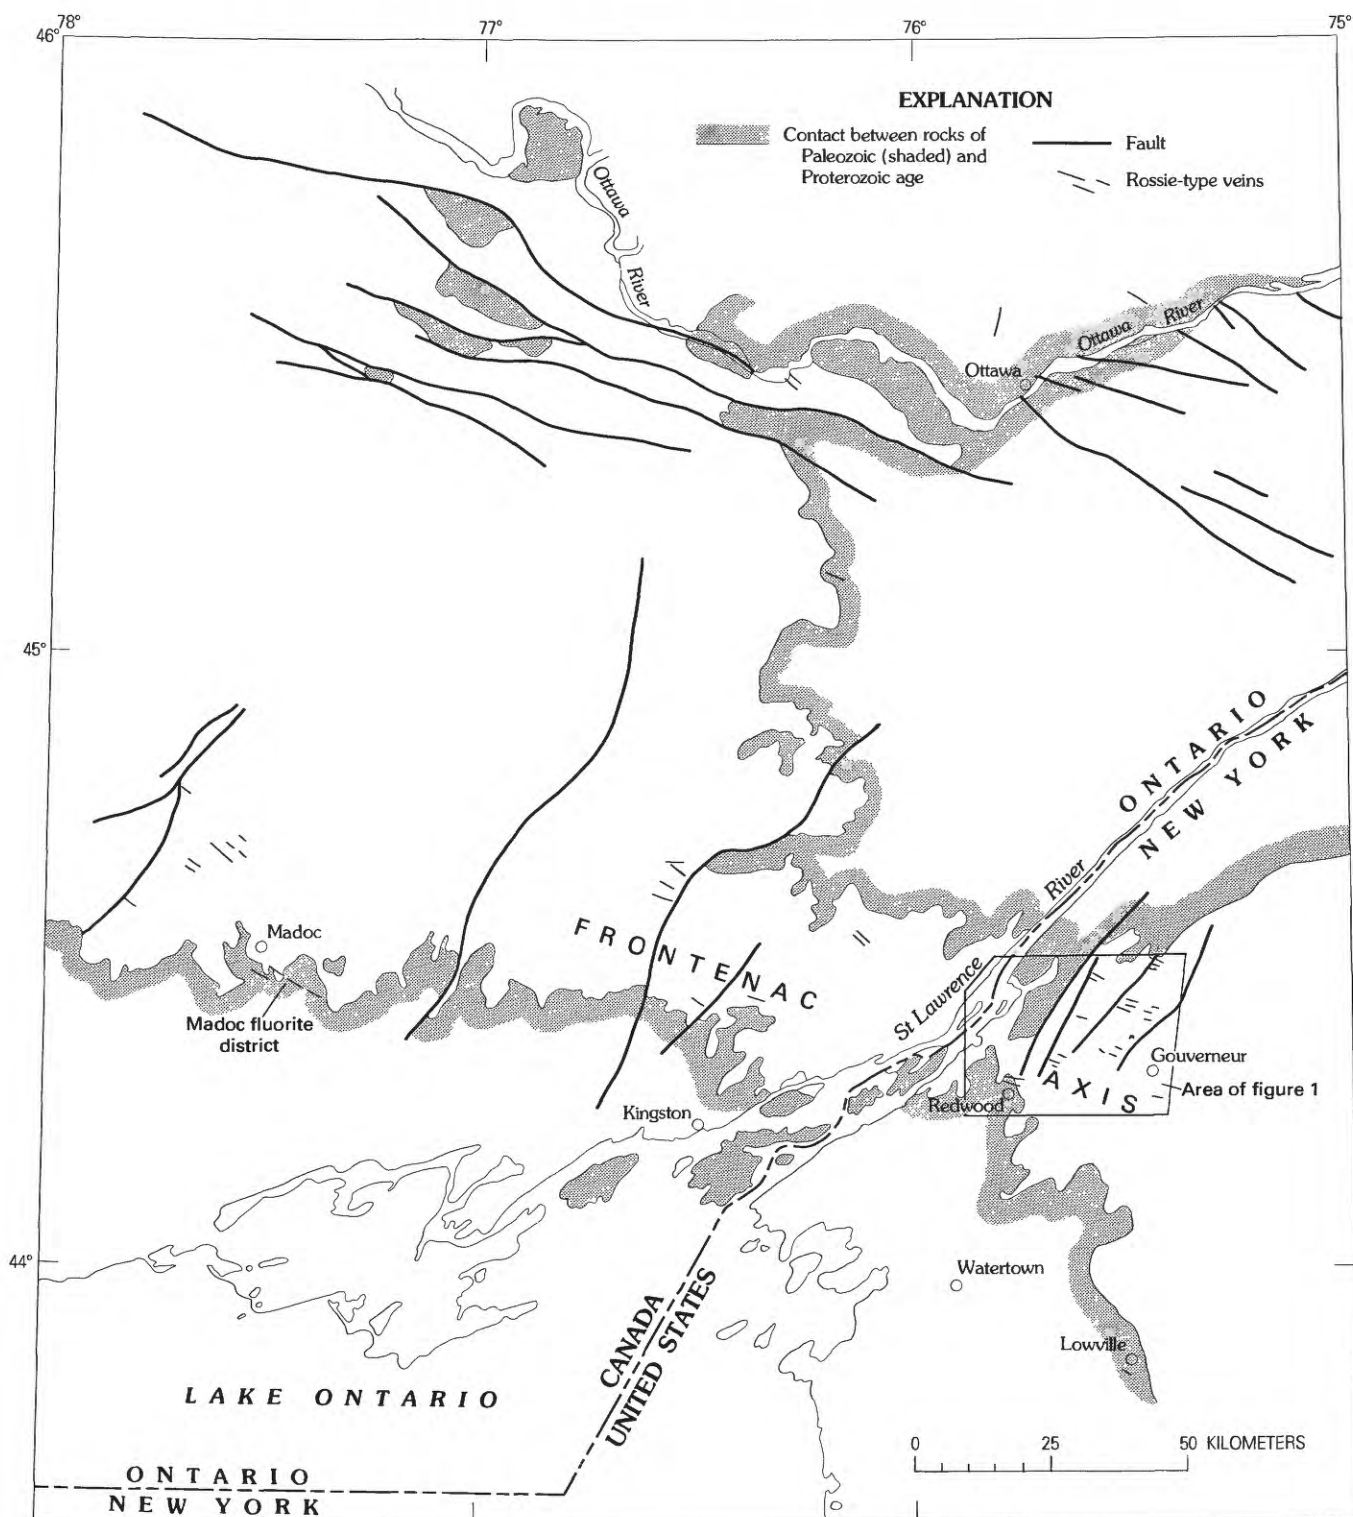 78°
77°
76°
75°
46°
EXPLANATION
Contact between rocks of
Paleozoic (shaded) and
Proterozoic age
Fault
Rossie-type veins
Ottawa
River
Ottawa River
Ottawa
45°
ONTARIO
NEW YORK
River
St Lawrence
Madoc
FRONTENAC
Madoc fluorite
district
Gouverneur
Area of figure 1
AXIS
Redwood
Kingston
44°
Watertown
CANADA
UNITED STATES
Lowville
LAKE ONTARIO
0 25 50 KILOMETERS
ONTARIO
NEW YORK